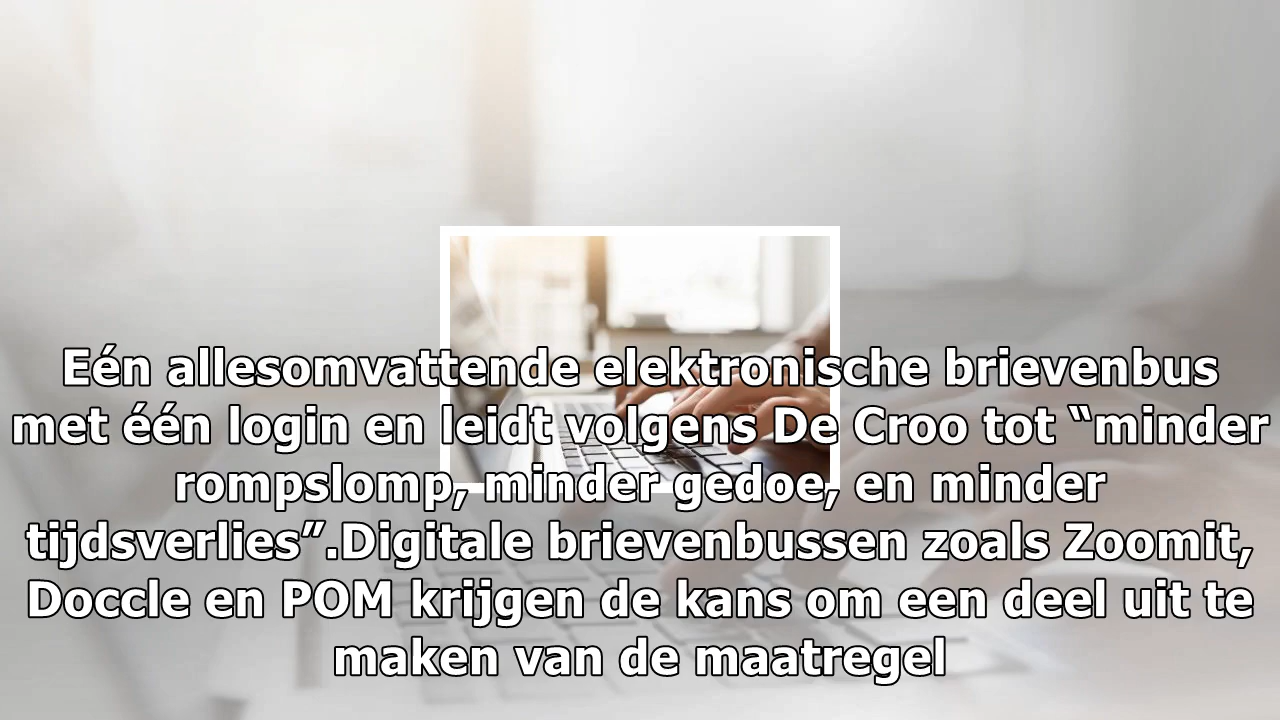 Eén allesomvattende elektronische brievenbus
met één login en leidt volgens De Croo tot “minder
rompslomp, minder gedoe, en minder
tijdsverlies”.Digitale brievenbussen zoals Zoomit,
Doccle en POM krijgen de kans om een deel uit te
maken van de maatregel